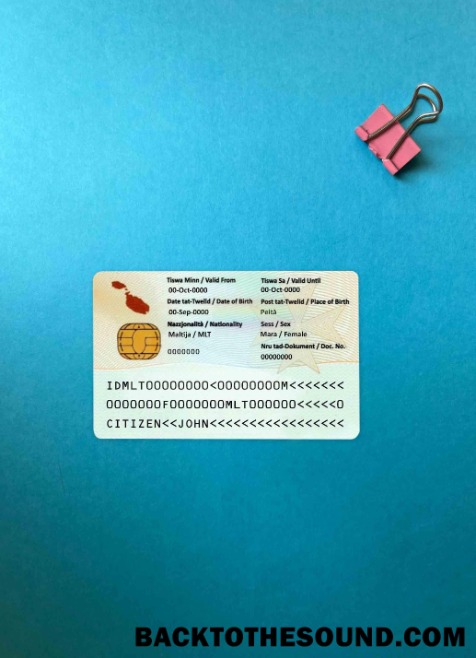 Tiswa Minn / Valid From Tiswa Sa / Valid Until
00-Oct-0000 00-Oct-0000
Data tat-Twelid / Date of Birth Post tat-Twelid / Place of Birth
00-Sep-0000
Nazzjonalità / Nationality Sess / Sex
Maltija / MLT Mara / Female
Nru tad-Dokument / Doc. No.
0000000 00000000
IDMLT00000000<00000000M<<<<<<<
0000000F0000000MLT000000<<<<<0
CITIZEN<<JOHN<<<<<<<<<<<<<<<<<
BACKTOTHESOUND.COM